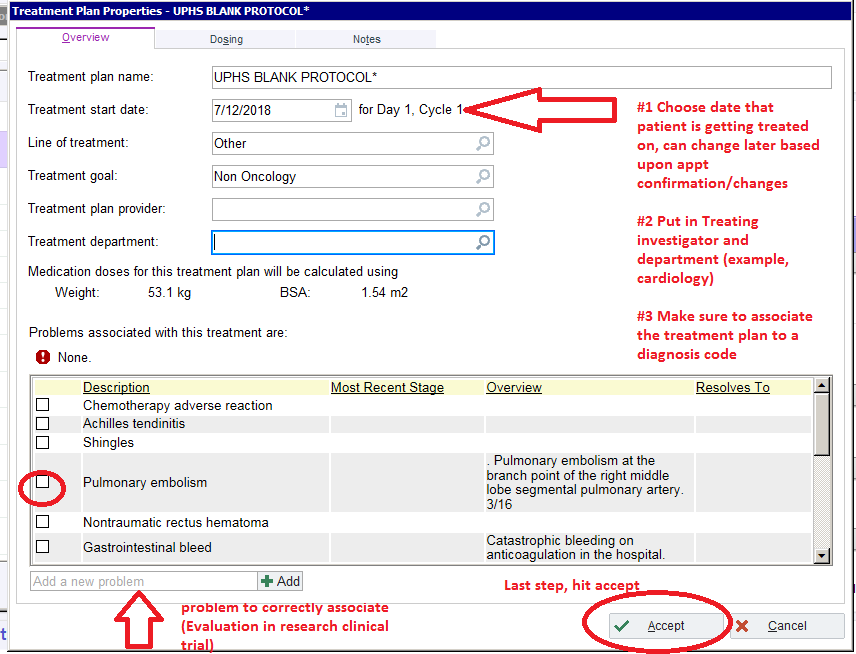 Treatment Plan Properties - UPHS BLANK PROTOCOL*
Overview
Dosing
Notes
Treatment plan name:
UPHS BLANK PROTOCOL*
Treatment start date:
7/12/2018
for Day 1, Cycle 1
Line of treatment:
Other
Treatment goal:
Non Oncology
Treatment plan provider:
Treatment department:
#1 Choose date that
patient is getting treated
on, can change later based
upon appt
confirmation/changes
#2 Put in Treating
investigator and
department (example,
cardiology)
#3 Make sure to associate
the treatment plan to a
diagnosis code
Medication doses for this treatment plan will be calculated using
Weight: 53.1 kg BSA: 1.54 m2
Problems associated with this treatment are:
None.
Description Most Recent Stage Overview Resolves To
Chemotherapy adverse reaction
Achilles tendinitis
Shingles
Pulmonary embolism
. Pulmonary embolism at the
branch point of the right middle
lobe segmental pulmonary artery.
3/16
Nontraumatic rectus hematoma
Gastrointestinal bleed
Catastrophic bleeding on
anticoagulation in the hospital.
Add a new problem
Add
Last step, hit accept
problem to correctly associate
(Evaluation in research clinical
trial)
Accept
Cancel